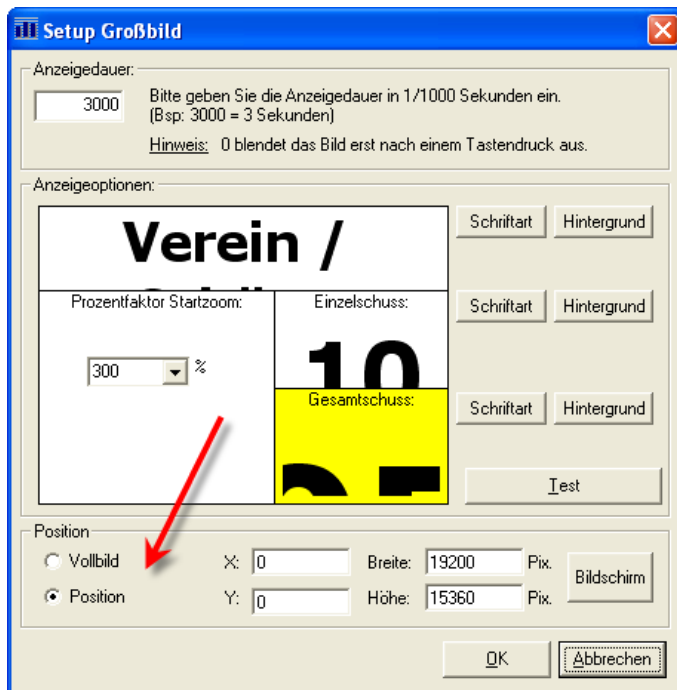 Setup Großbild
Anzeigedauer:
3000
Bitte geben Sie die Anzeigedauer in 1/1000 Sekunden ein.
(Bsp: 3000 = 3 Sekunden)
Hinweis: 0 blendet das Bild erst nach einem Tastendruck aus.
Anzeigeoptionen:
Verein /
Schriftart Hintergrund
Prozentfaktor Startzoom:
300 %
Einzelschuss:
10
Schriftart Hintergrund
Gesamtschuss:
Schriftart Hintergrund
Test
Position
Vollbild X: 0 Breite: 19200 Pix.
Bildschirm
Position Y: 0 Höhe: 15360 Pix.
OK Abbrechen